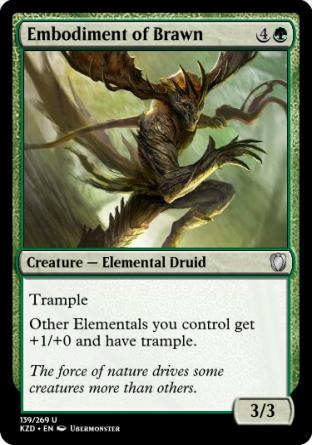 Embodiment of Brawn 4
Creature — Elemental Druid
Trample
Other Elementals you control get
+1/+0 and have trample.
The force of nature drives some
creatures more than others.
3/3
139/269 U
KZD • EN Ubermonster